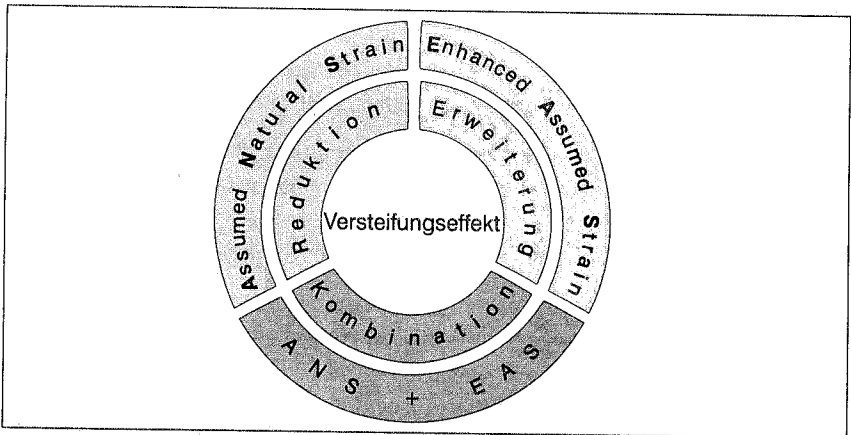 Assumed Natural Strain
Enhanced Assumed Strain
Reduktion
Erweiterung
Versteifungseffekt
Kombination
ANS + EAS